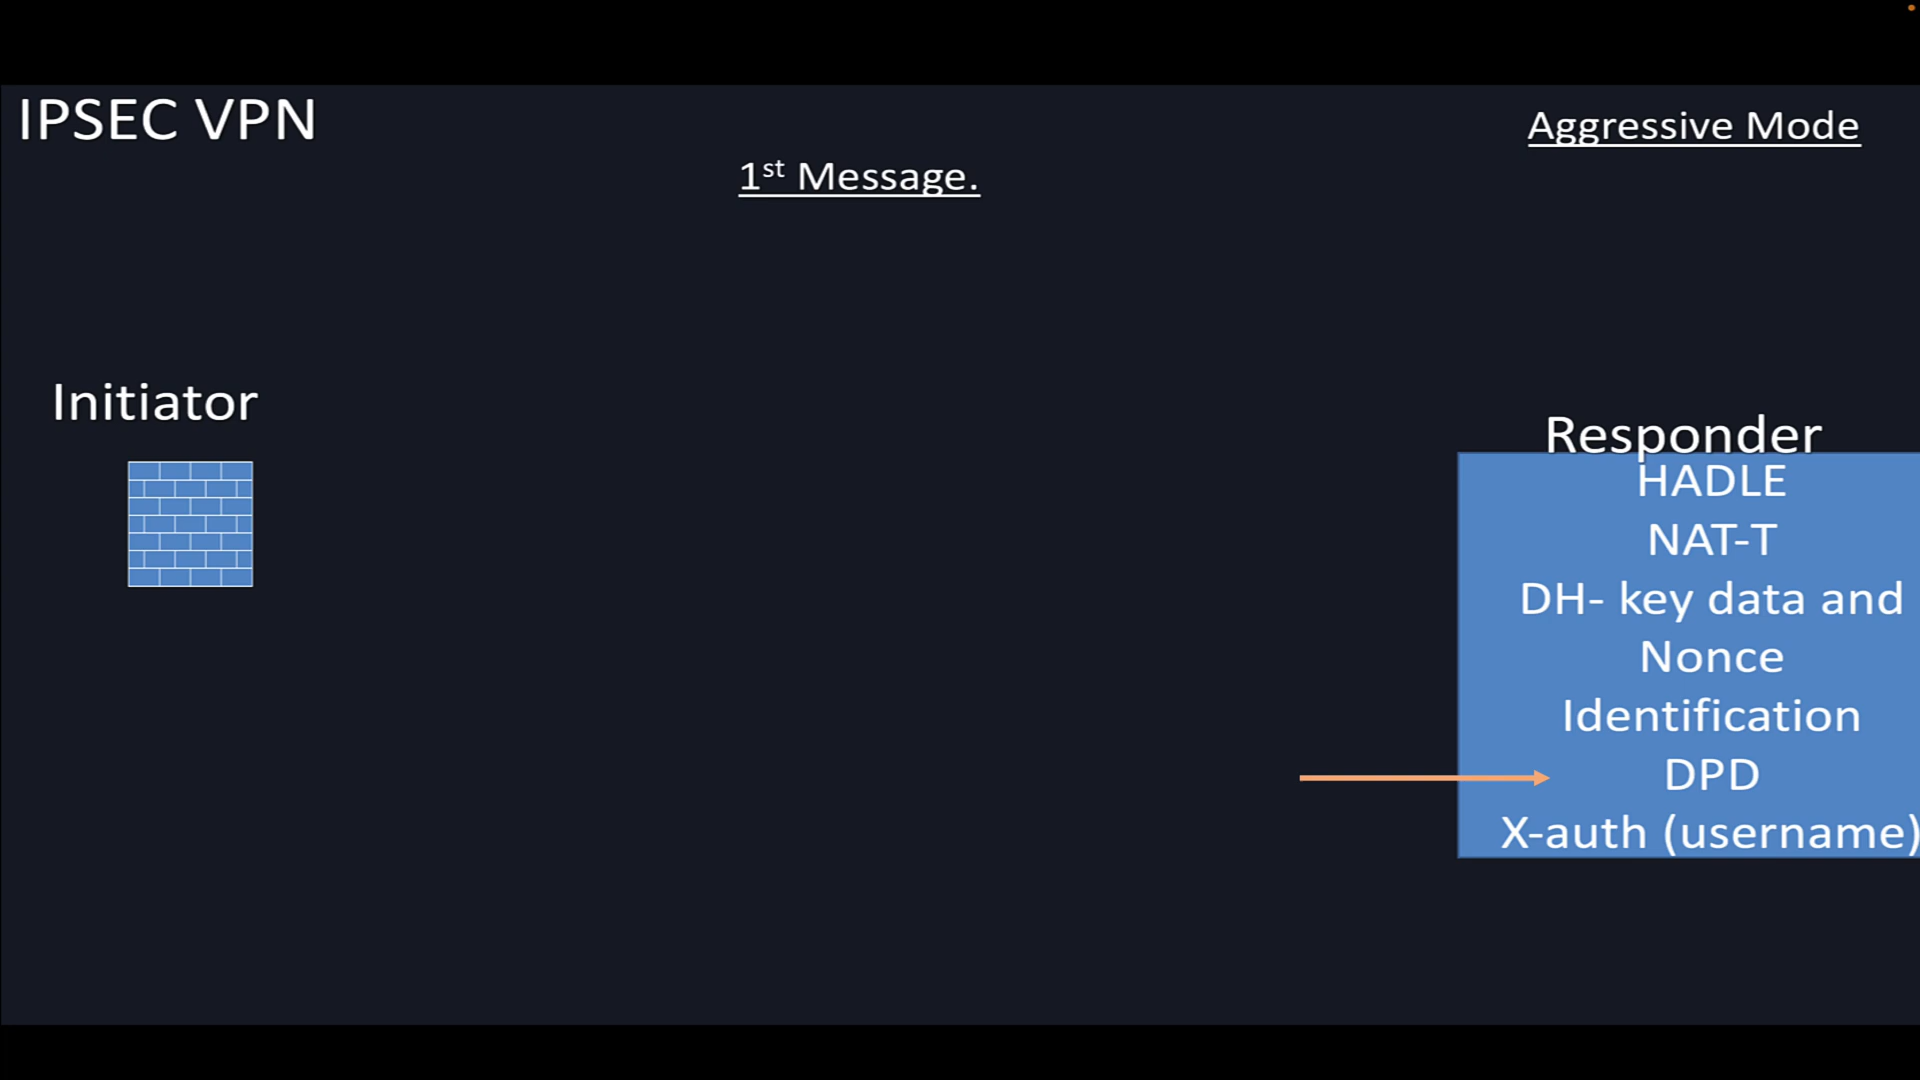 IPSEC VPN
Aggressive Mode
1st Message.
Initiator
Responder
HADLE
NAT-T
DH- key data and
Nonce
Identification
DPD
X-auth (username)